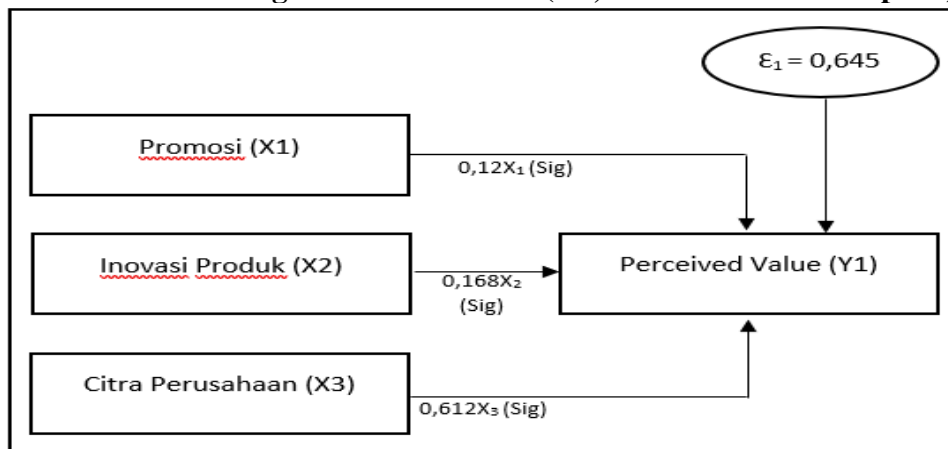 ε₁ = 0,645
Promosi (X1)
0,12X₁ (Sig)
Inovasi Produk (X2)
0,168X₂
(Sig)
Perceived Value (Y1)
Citra Perusahaan (X3)
0,612X₃ (Sig)